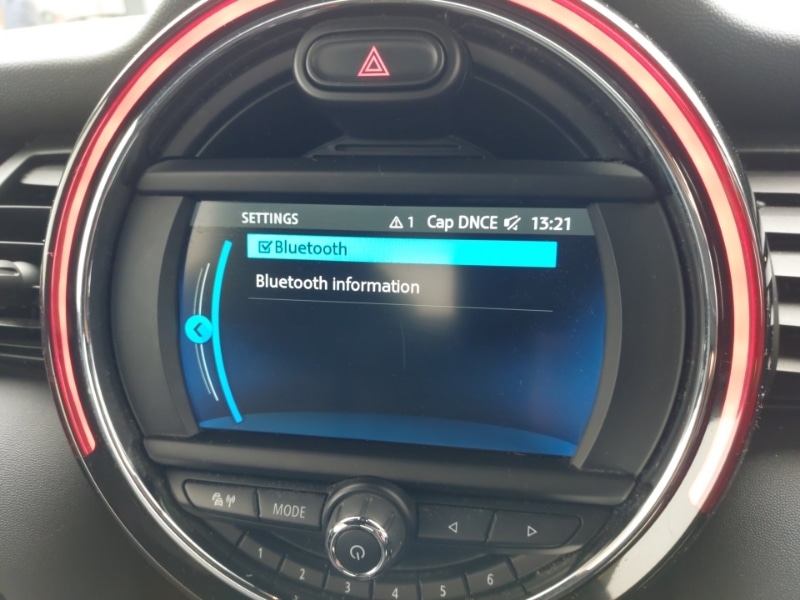 SETTINGS 1 Cap DNCE 13:21
Bluetooth
Bluetooth information
MODE
1 2 3 4 5 6